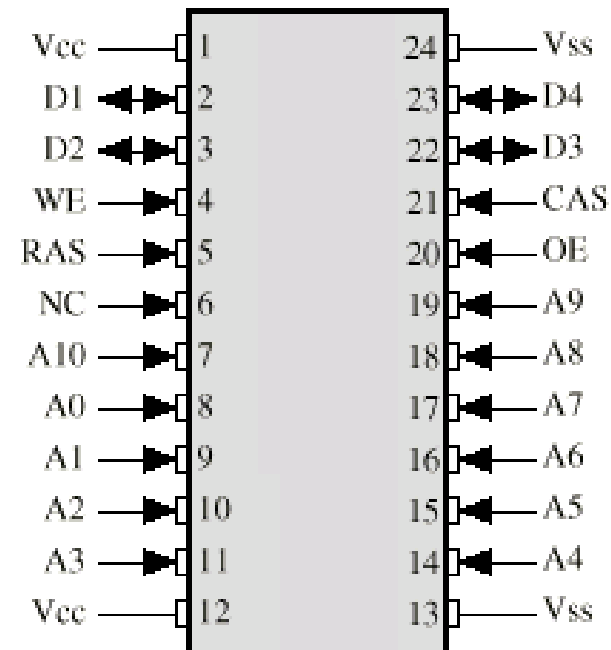 Vcc 1 24 Vss
D1 2 23 D4
D2 3 22 D3
WE 4 21 CAS
RAS 5 20 OE
NC 6 19 A9
A10 7 18 A8
A0 8 17 A7
A1 9 16 A6
A2 10 15 A5
A3 11 14 A4
Vcc 12 13 Vss